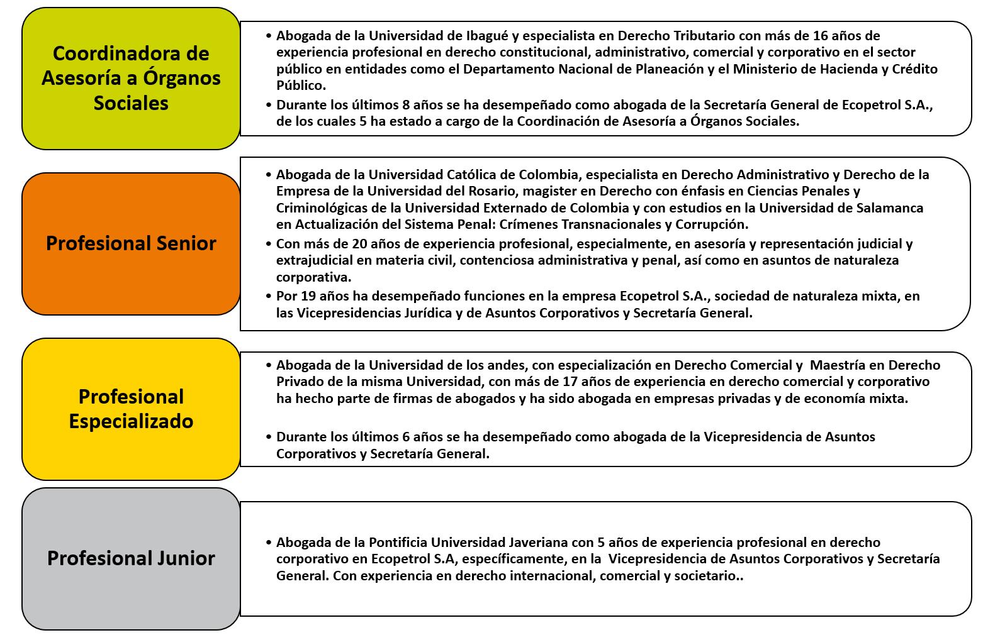 Coordinadora de
Asesoría a Órganos
Sociales
• Abogada de la Universidad de Ibagué y especialista en Derecho Tributario con más de 16 años de
experiencia profesional en derecho constitucional, administrativo, comercial y corporativo en el sector
público en entidades como el Departamento Nacional de Planeación y el Ministerio de Hacienda y Crédito
Público.
• Durante los últimos 8 años se ha desempeñado como abogada de la Secretaría General de Ecopetrol S.A.,
de los cuales 5 ha estado a cargo de la Coordinación de Asesoría a Órganos Sociales.
Profesional Senior
• Abogada de la Universidad Católica de Colombia, especialista en Derecho Administrativo y Derecho de la
Empresa de la Universidad del Rosario, magister en Derecho con énfasis en Ciencias Penales y
Criminológicas de la Universidad Externado de Colombia y con estudios en la Universidad de Salamanca
en Actualización del Sistema Penal: Crímenes Transnacionales y Corrupción.
• Con más de 20 años de experiencia profesional, especialmente, en asesoría y representación judicial y
extrajudicial en materia civil, contenciosa administrativa y penal, así como en asuntos de naturaleza
corporativa.
• Por 19 años ha desempeñado funciones en la empresa Ecopetrol S.A., sociedad de naturaleza mixta, en
las Vicepresidencias Jurídica y de Asuntos Corporativos y Secretaría General.
Profesional
Especializado
• Abogada de la Universidad de los andes, con especialización en Derecho Comercial y  Maestría en Derecho
Privado de la misma Universidad, con más de 17 años de experiencia en derecho comercial y corporativo
ha hecho parte de firmas de abogados y ha sido abogada en empresas privadas y de economía mixta.
• Durante los últimos 6 años se ha desempeñado como abogada de la Vicepresidencia de Asuntos
Corporativos y Secretaría General.
Profesional Junior
• Abogada de la Pontificia Universidad Javeriana con 5 años de experiencia profesional en derecho
corporativo en Ecopetrol S.A, específicamente, en la  Vicepresidencia de Asuntos Corporativos y Secretaría
General. Con experiencia en derecho internacional, comercial y societario..